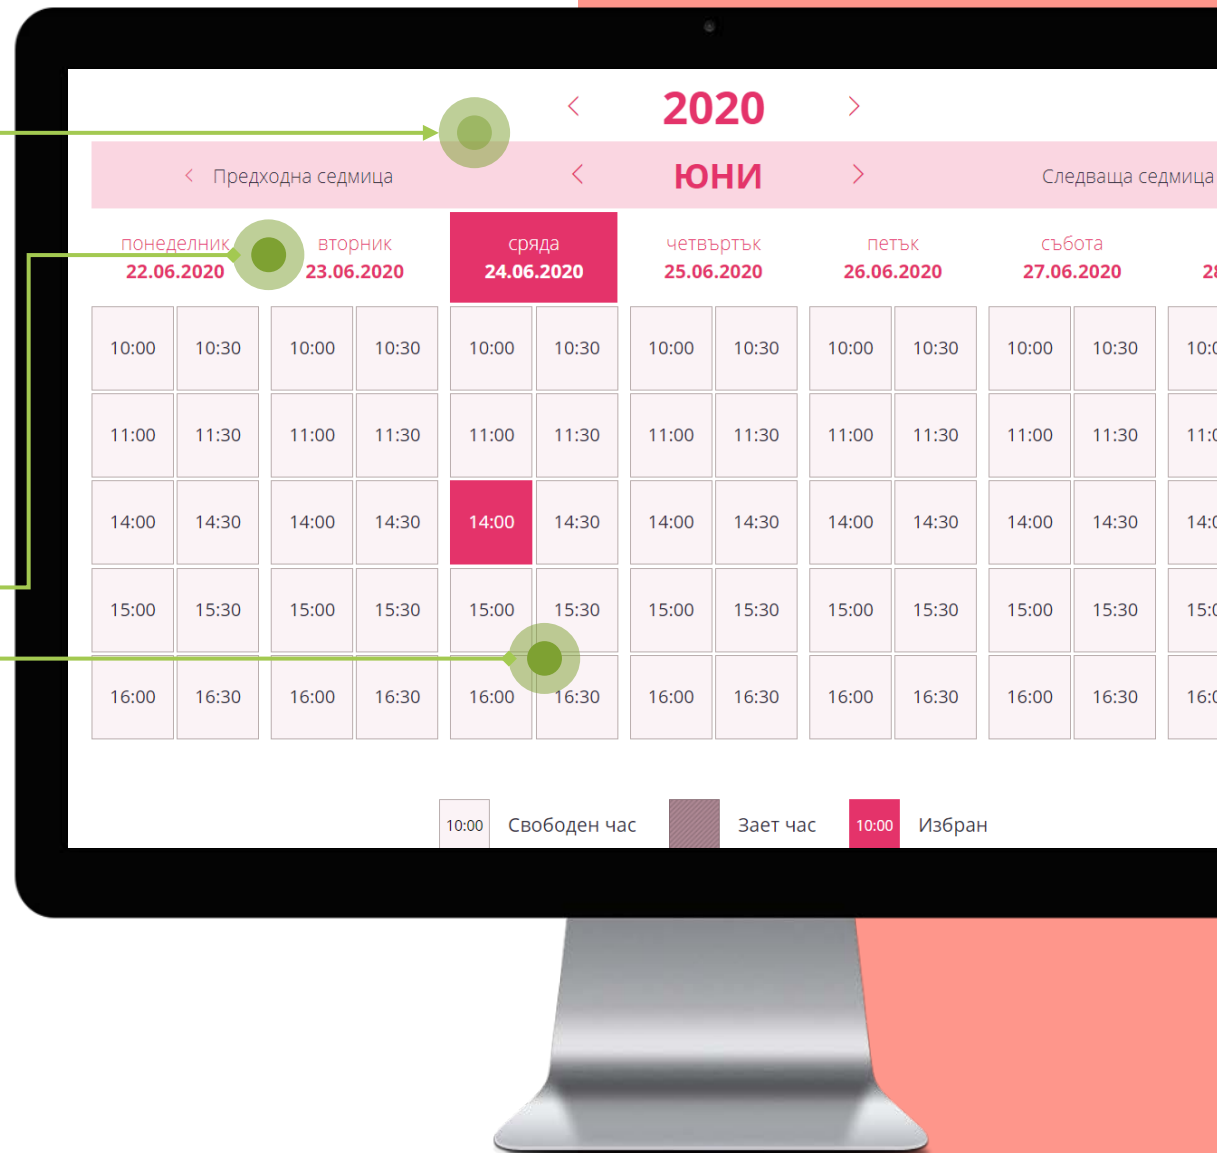 2020
Предходна седмица ЮНИ Следваща седмица
понеделник вторник сряда четвъртък петък събота
22.06.2020 23.06.2020 24.06.2020 25.06.2020 26.06.2020 27.06.2020
10:00 10:30 10:00 10:30 10:00 10:30 10:00 10:30 10:00 10:30 10:00 10:30
11:00 11:30 11:00 11:30 11:00 11:30 11:00 11:30 11:00 11:30 11:00 11:30
14:00 14:30 14:00 14:30 14:00 14:30 14:00 14:30 14:00 14:30 14:00 14:30
15:00 15:30 15:00 15:30 15:00 15:30 15:00 15:30 15:00 15:30 15:00 15:30
16:00 16:30 16:00 16:30 16:00 16:30 16:00 16:30 16:00 16:30 16:00 16:30
10:00 Свободен час Зает час 10:00 Избран